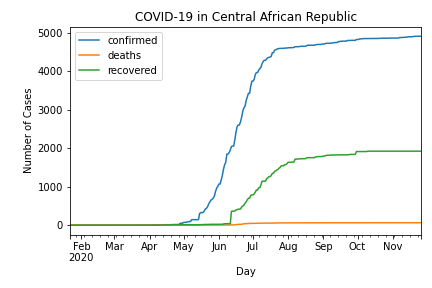 COVID-19 in Central African Republic
confirmed
deaths
recovered
Number of Cases
5000
4000
3000
2000
1000
0
Feb Mar Apr May Jun Jul Aug Sep Oct Nov
2020
Day